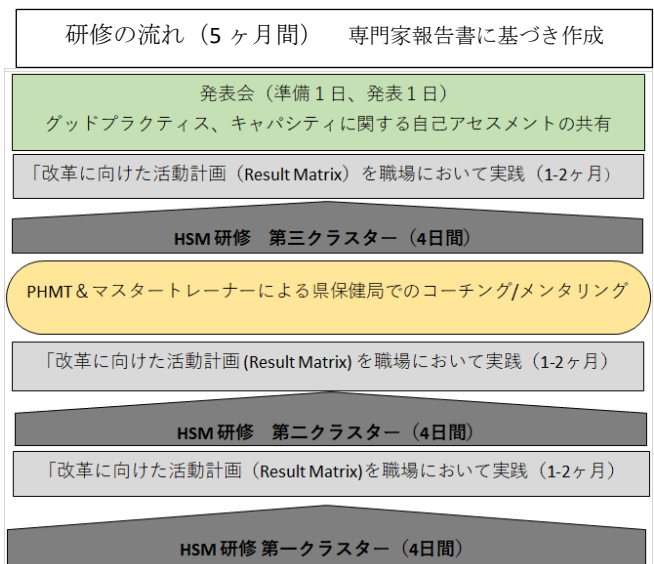 研修の流れ（5 ヶ月間）　専門家報告書に基づき作成
発表会（準備１日、発表１日）
グッドプラクティス、キャパシティに関する自己アセスメントの共有
「改革に向けた活動計画（Result Matrix）を職場において実践（1-2ヶ月）
HSM 研修　第三クラスター（4日間）
PHMT＆マスタートレーナーによる県保健局でのコーチング/メンタリング
「改革に向けた活動計画 (Result Matrix) を職場において実践（1-2ヶ月）
HSM 研修　第二クラスター（4日間）
「改革に向けた活動計画（Result Matrix)を職場において実践（1-2ヶ月）
HSM 研修 第一クラスター（4日間）